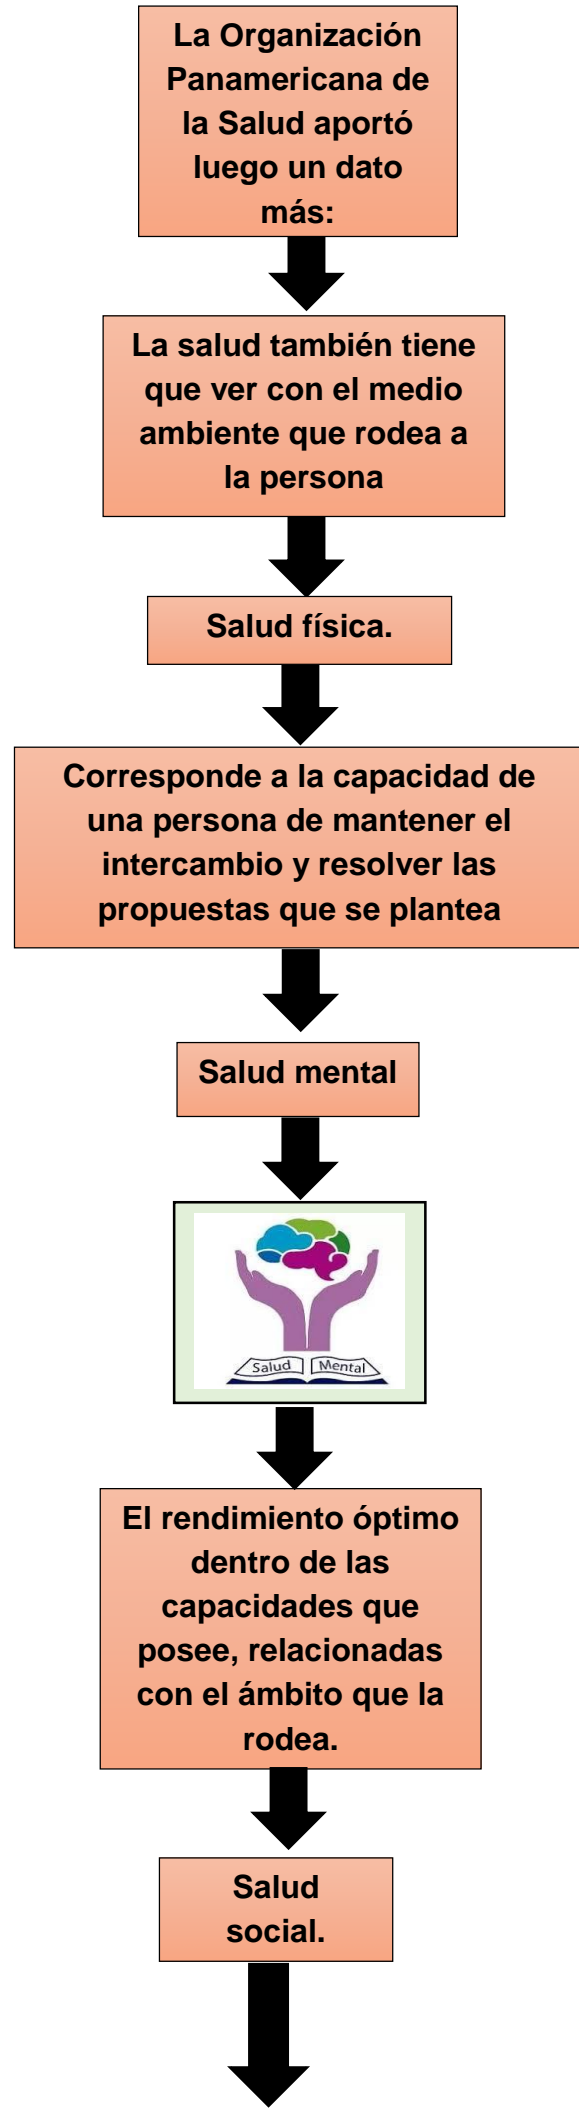 La Organización
Panamericana de
la Salud aportó
luego un dato
más:
La salud también tiene
que ver con el medio
ambiente que rodea a
la persona
Salud física.
Corresponde a la capacidad de
una persona de mantener el
intercambio y resolver las
propuestas que se plantea
Salud mental
Salud Mental
El rendimiento óptimo
dentro de las
capacidades que
posee, relacionadas
con el ámbito que la
rodea.
Salud
social.